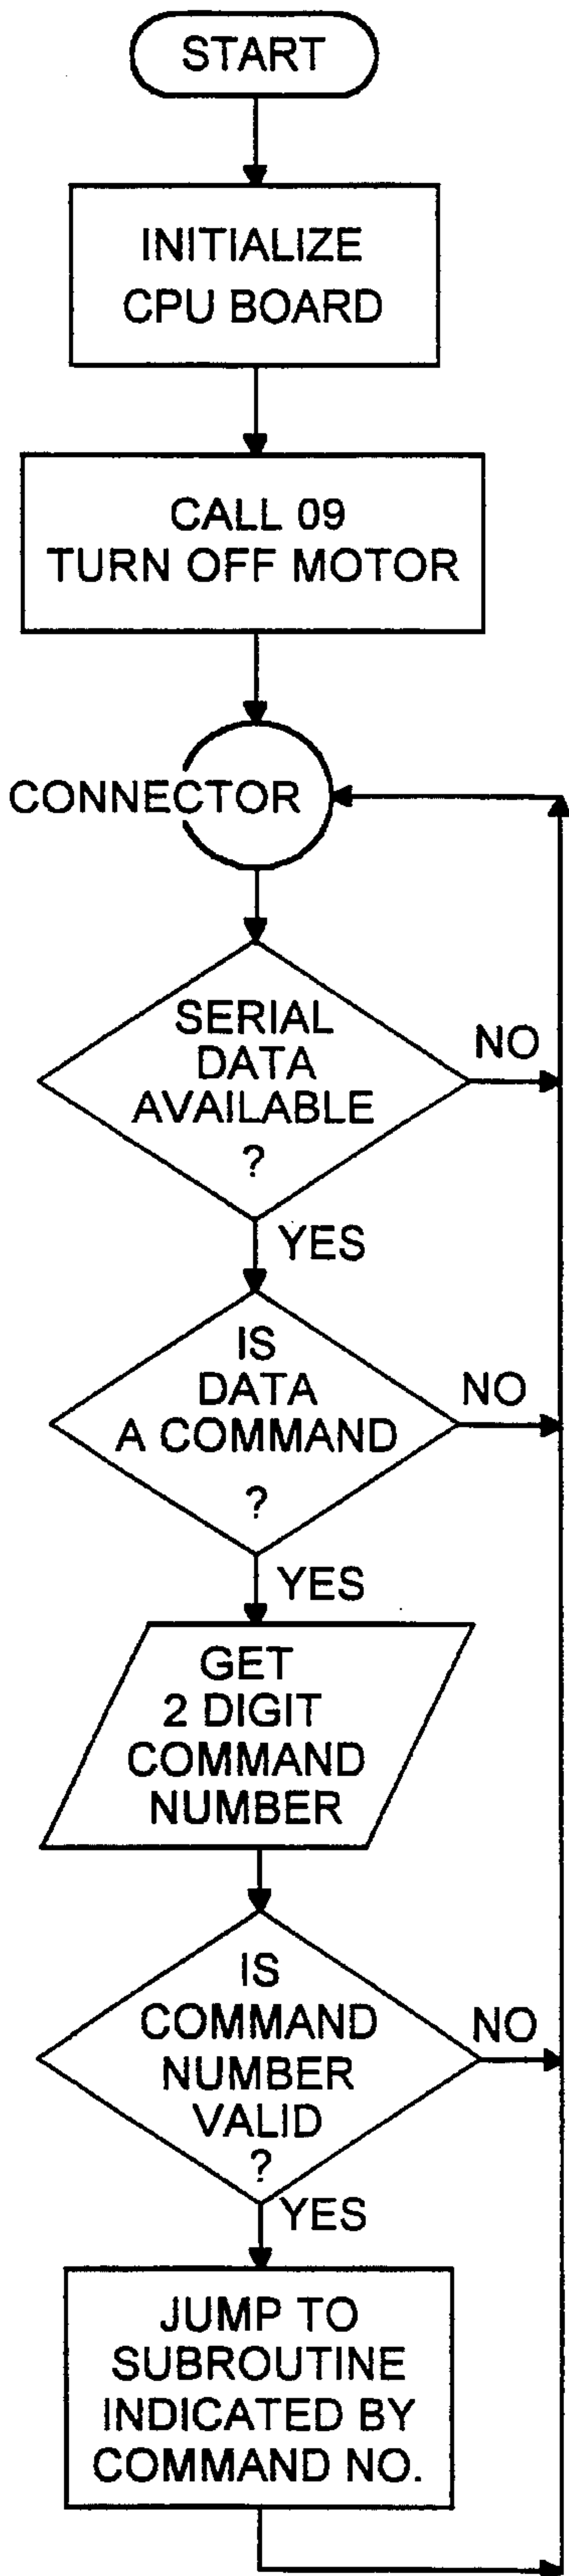 START
INITIALIZE
CPU BOARD
CALL 09
TURN OFF MOTOR
CONNECTOR
SERIAL
DATA
AVAILABLE
?
NO
YES
IS
DATA
A COMMAND
?
NO
YES
GET
2 DIGIT
COMMAND
NUMBER
IS
COMMAND
NUMBER
VALID
?
NO
YES
JUMP TO
SUBROUTINE
INDICATED BY
COMMAND NO.